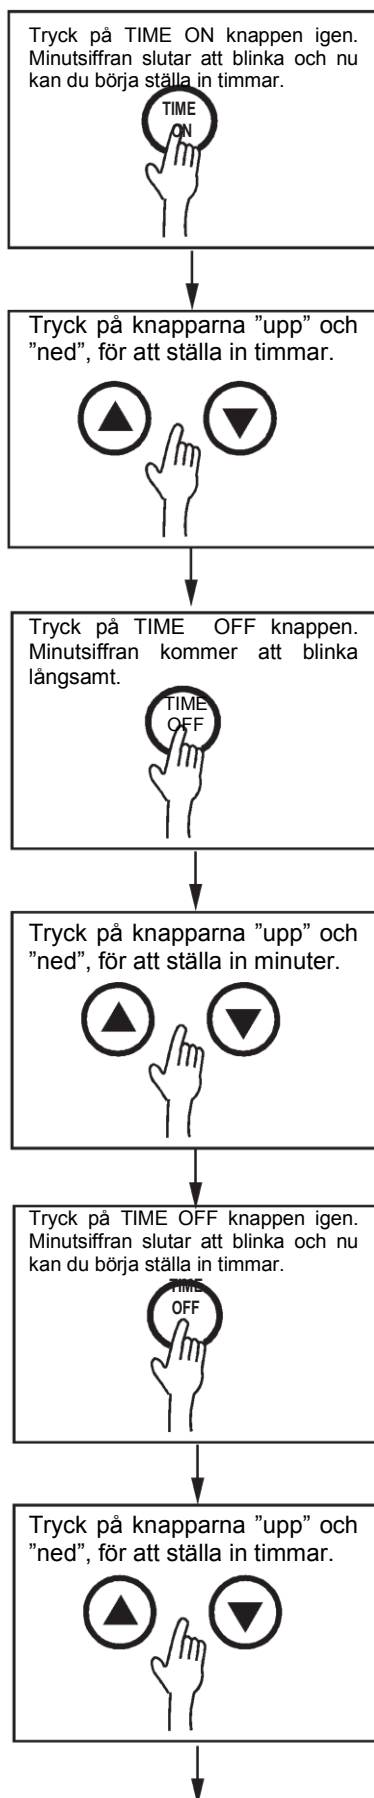 Tryck på TIME ON knappen igen.
Minutsiffran slutar att blinka och nu
kan du börja ställa in timmar.
TIME
ON
Tryck på knapparna ”upp” och
”ned”, för att ställa in timmar.
Tryck på TIME OFF knappen.
Minutsiffran kommer att blinka
långsamt.
TIME
OFF
Tryck på knapparna ”upp” och
”ned”, för att ställa in minuter.
Tryck på TIME OFF knappen igen.
Minutsiffran slutar att blinka och nu
kan du börja ställa in timmar.
TIME
OFF
Tryck på knapparna ”upp” och
”ned”, för att ställa in timmar.